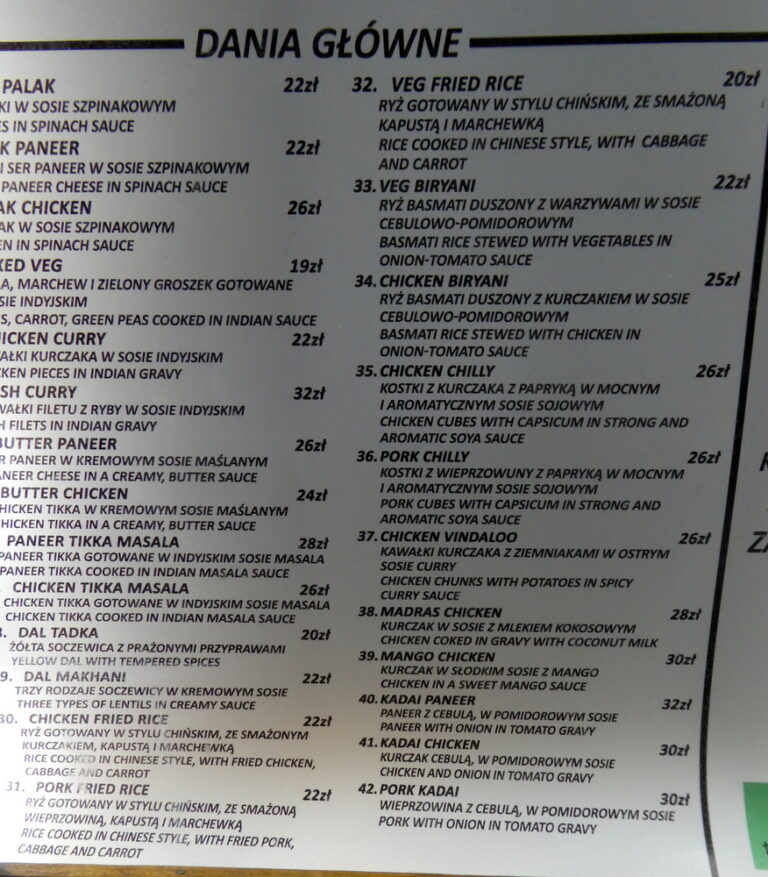 DANIA GŁÓWNE
PALAK 22zł
KI W SOSIE SZPINAKOWYM
ES IN SPINACH SAUCE
K PANEER 22zł
I SER PANEER W SOSIE SZPINAKOWYM
PANEER CHEESE IN SPINACH SAUCE
AK CHICKEN 26zł
AK W SOSIE SZPINAKOWYM
EN IN SPINACH SAUCE
XED VEG 19zł
A, MARCHEW I ZIELONY GROSZEK GOTOWANE
SIE INDYJSKIM
S, CARROT, GREEN PEAS COOKED IN INDIAN SAUCE
HICKEN CURRY 22zł
WAŁKI KURCZAKA W SOSIE INDYJSKIM
CKEN PIECES IN INDIAN GRAVY
SH CURRY 32zł
WAŁKI FILETU Z RYBY W SOSIE INDYJSKIM
H FILETS IN INDIAN GRAVY
BUTTER PANEER 26zł
R PANEER W KREMOWYM SOSIE MAŚLANYM
ANEER CHEESE IN A CREAMY, BUTTER SAUCE
BUTTER CHICKEN 24zł
CHICKEN TIKKA W KREMOWYM SOSIE MAŚLANYM
CHICKEN TIKKA IN A CREAMY, BUTTER SAUCE
PANEER TIKKA MASALA 28zł
PANEER TIKKA GOTOWANE W INDYJSKIM SOSIE MASALA
PANEER TIKKA COOKED IN INDIAN MASALA SAUCE
CHICKEN TIKKA MASALA 26zł
CHICKEN TIKKA GOTOWANE W INDYJSKIM SOSIE MASALA
CHICKEN TIKKA COOKED IN INDIAN MASALA SAUCE
8. DAL TADKA 20zł
ŻÓŁTA SOCZEWICA Z PRAŻONYMI PRZYPRAWAMI
YELLOW DAL WITH TEMPERED SPICES
9. DAL MAKHANI 22zł
TRZY RODZAJE SOCZEWICY W KREMOWYM SOSIE
THREE TYPES OF LENTILS IN CREAMY SAUCE
30. CHICKEN FRIED RICE 22zł
RYŻ GOTOWANY W STYLU CHIŃSKIM, ZE SMAŻONYM
KURCZAKIEM, KAPUSTĄ I MARCHEWKĄ
RICE COOKED IN CHINESE STYLE, WITH FRIED CHICKEN,
CABBAGE AND CARROT
31. PORK FRIED RICE 22zł
RYŻ GOTOWANY W STYLU CHIŃSKIM, ZE SMAŻONĄ
WIEPRZOWINĄ, KAPUSTĄ I MARCHEWKĄ
RICE COOKED IN CHINESE STYLE, WITH FRIED PORK,
CABBAGE AND CARROT
32. VEG FRIED RICE 20zł
RYŻ GOTOWANY W STYLU CHIŃSKIM, ZE SMAŻONĄ
KAPUSTĄ I MARCHEWKĄ
RICE COOKED IN CHINESE STYLE, WITH CABBAGE
AND CARROT
33. VEG BIRYANI 22zł
RYŻ BASMATI DUSZONY Z WARZYWAMI W SOSIE
CEBULOWO-POMIDOROWYM
BASMATI RICE STEWED WITH VEGETABLES IN
ONION-TOMATO SAUCE
34. CHICKEN BIRYANI 25zł
RYŻ BASMATI DUSZONY Z KURCZAKIEM W SOSIE
CEBULOWO-POMIDOROWYM
BASMATI RICE STEWED WITH CHICKEN IN
ONION-TOMATO SAUCE
35. CHICKEN CHILLY 26zł
KOSTKI Z KURCZAKA Z PAPRYKĄ W MOCNYM
I AROMATYCZNYM SOSIE SOJOWYM
CHICKEN CUBES WITH CAPSICUM IN STRONG AND
AROMATIC SOYA SAUCE
36. PORK CHILLY 26zł
KOSTKI Z WIEPRZOWUNY Z PAPRYKĄ W MOCNYM
I AROMATYCZNYM SOSIE SOJOWYM
PORK CUBES WITH CAPSICUM IN STRONG AND
AROMATIC SOYA SAUCE
37. CHICKEN VINDALOO 26zł
KAWAŁKI KURCZAKA Z ZIEMNIAKAMI W OSTRYM
SOSIE CURRY
CHICKEN CHUNKS WITH POTATOES IN SPICY
CURRY SAUCE
38. MADRAS CHICKEN 28zł
KURCZAK W SOSIE Z MLEKIEM KOKOSOWYM
CHICKEN COKED IN GRAVY WITH COCONUT MILK
39. MANGO CHICKEN 30zł
KURCZAK W SŁODKIM SOSIE Z MANGO
CHICKEN IN A SWEET MANGO SAUCE
40. KADAI PANEER 32zł
PANEER Z CEBULĄ, W POMIDOROWYM SOSIE
PANEER WITH ONION IN TOMATO GRAVY
41. KADAI CHICKEN 30zł
KURCZAK CEBULĄ, W POMIDOROWYM SOSIE
CHICKEN AND ONION IN TOMATO GRAVY
42. PORK KADAI 30zł
WIEPRZOWINA Z CEBULĄ, W POMIDOROWYM SOSIE
PORK WITH ONION IN TOMATO GRAVY
ZA